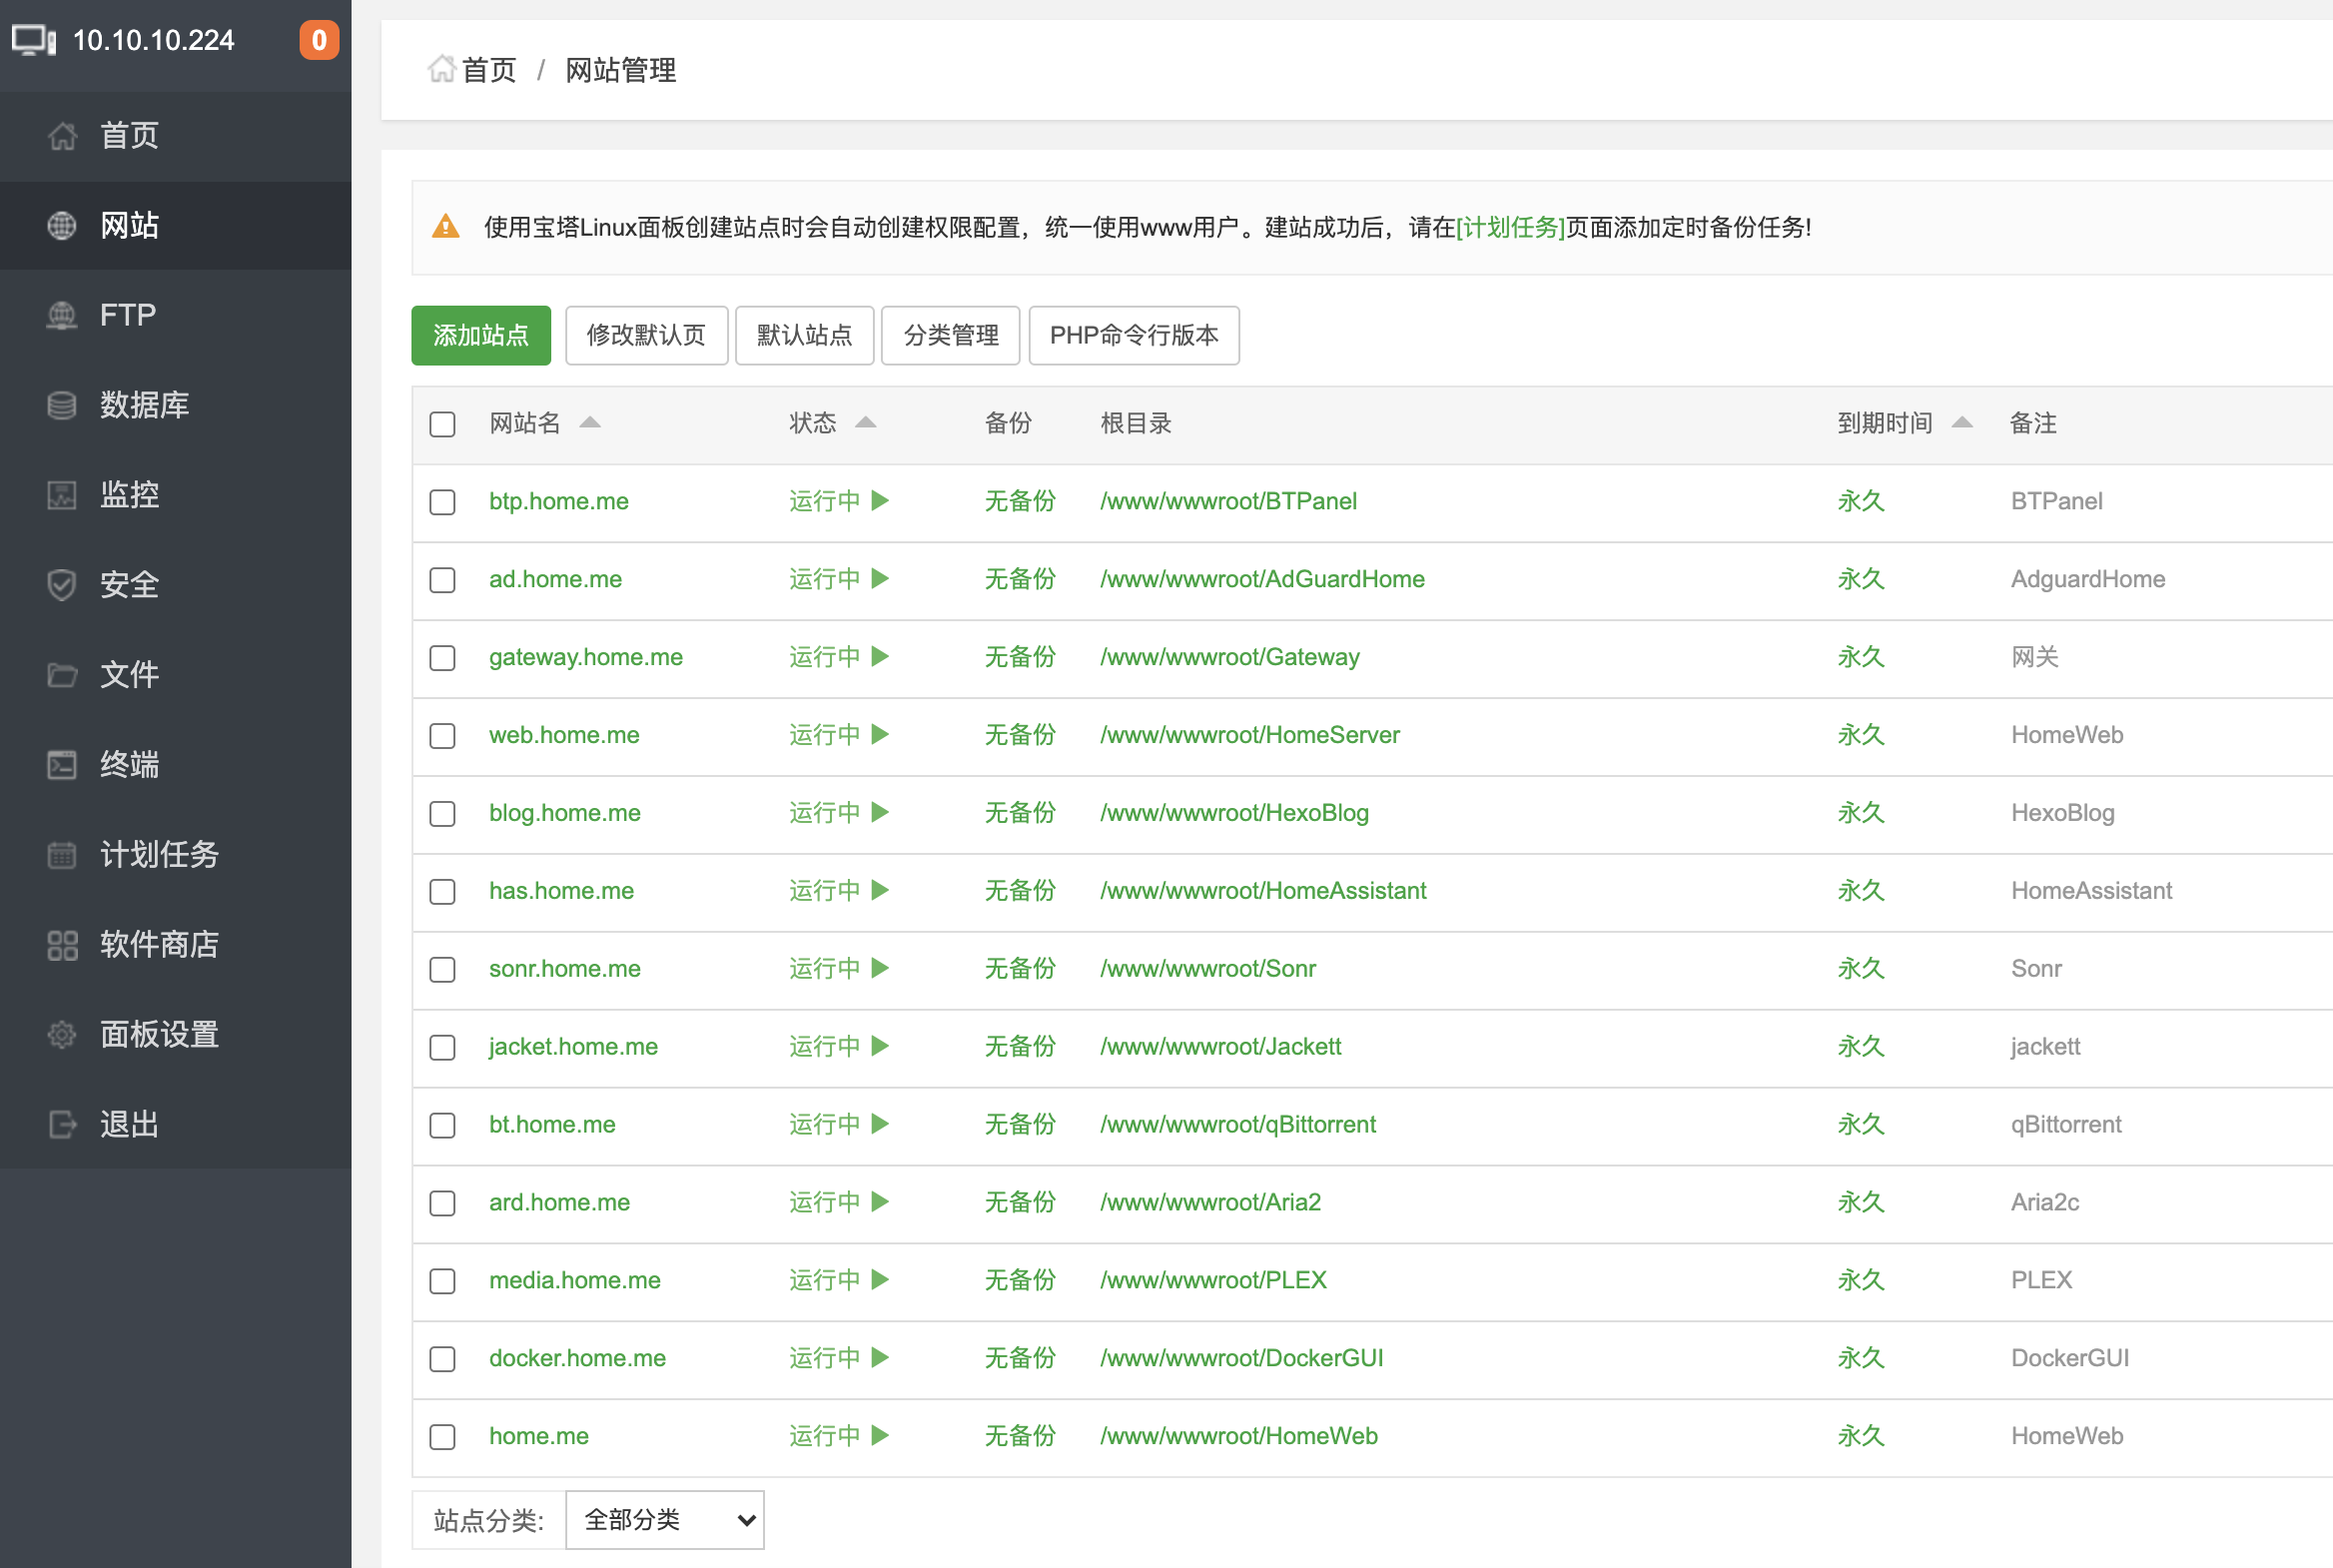 10.10.10.224 0
首页
网站
FTP
数据库
监控
安全
文件
终端
计划任务
软件商店
面板设置
退出
首页 / 网站管理
使用宝塔Linux面板创建站点时会自动创建权限配置，统一使用www用户。建站成功后，请在[计划任务]页面添加定时备份任务!
添加站点 修改默认页 默认站点 分类管理 PHP命令行版本
网站名 状态 备份 根目录 到期时间 备注
btp.home.me 运行中 无备份 /www/wwwroot/BTPanel 永久 BTPanel
ad.home.me 运行中 无备份 /www/wwwroot/AdGuardHome 永久 AdguardHome
gateway.home.me 运行中 无备份 /www/wwwroot/Gateway 永久 网关
web.home.me 运行中 无备份 /www/wwwroot/HomeServer 永久 HomeWeb
blog.home.me 运行中 无备份 /www/wwwroot/HexoBlog 永久 HexoBlog
has.home.me 运行中 无备份 /www/wwwroot/HomeAssistant 永久 HomeAssistant
sonr.home.me 运行中 无备份 /www/wwwroot/Sonr 永久 Sonr
jacket.home.me 运行中 无备份 /www/wwwroot/Jackett 永久 jackett
bt.home.me 运行中 无备份 /www/wwwroot/qBittorrent 永久 qBittorrent
ard.home.me 运行中 无备份 /www/wwwroot/Aria2 永久 Aria2c
media.home.me 运行中 无备份 /www/wwwroot/PLEX 永久 PLEX
docker.home.me 运行中 无备份 /www/wwwroot/DockerGUI 永久 DockerGUI
home.me 运行中 无备份 /www/wwwroot/HomeWeb 永久 HomeWeb
站点分类: 全部分类